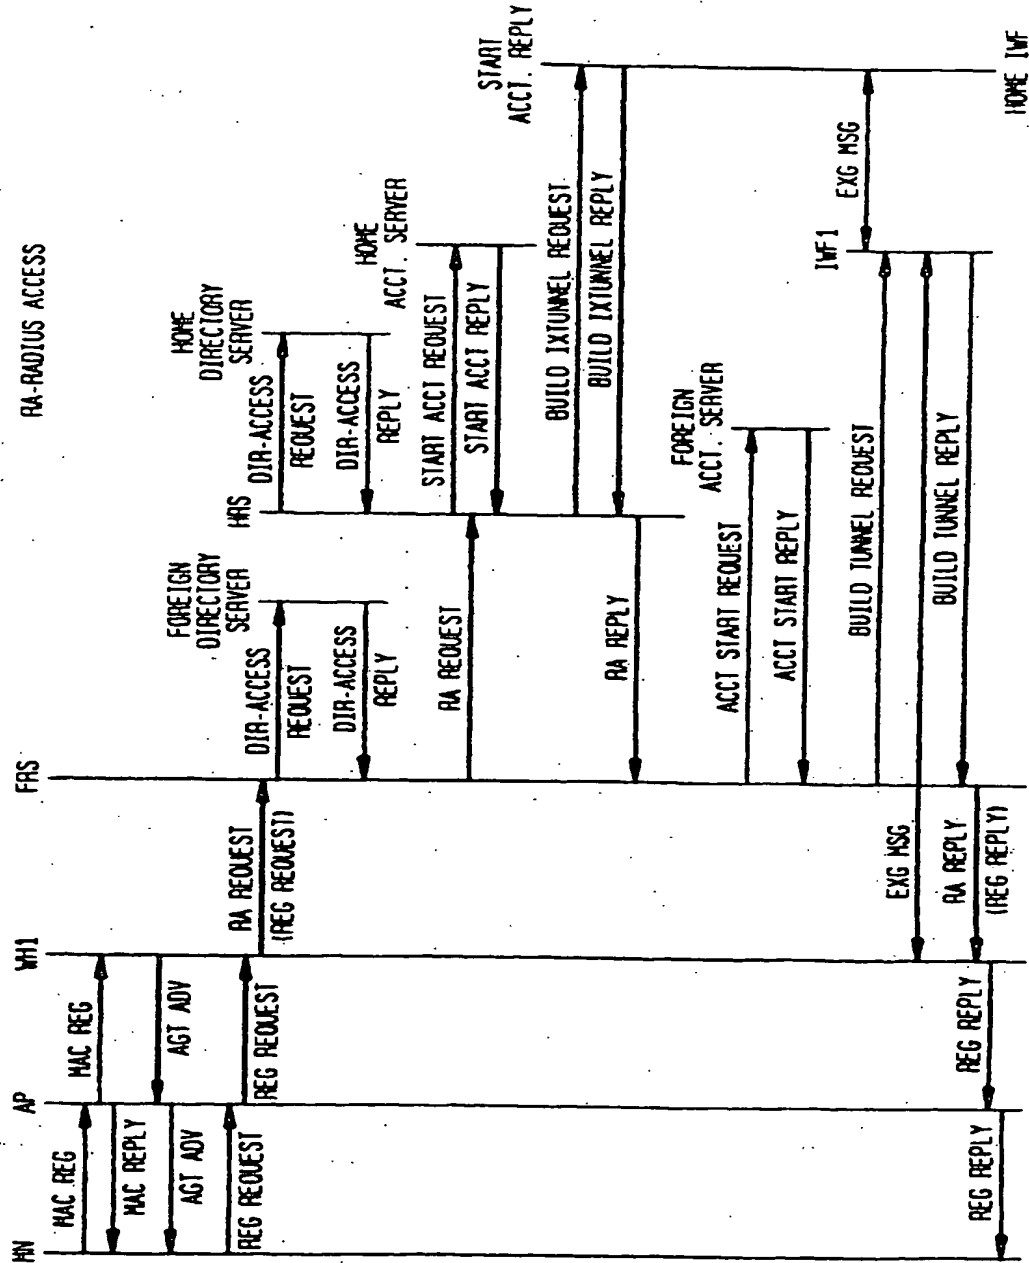 RA-RADIUS ACCESS
MN
AP
WH1
FRS
FOREIGN
DIRECTORY
SERVER
HRS
HOME
DIRECTORY
SERVER
HOME
ACCT. SERVER
START
ACCT. REPLY
MAC REG
MAC REG
MAC REPLY
AGT ADV
AGT ADV
REG REQUEST
REG REQUEST
RA REQUEST
(REG REQUEST)
DIR-ACCESS
REQUEST
DIR-ACCESS
REPLY
RA REQUEST
DIR-ACCESS
REQUEST
DIR-ACCESS
REPLY
START ACCT REQUEST
START ACCT REPLY
BUILD IXTUNNEL REQUEST
BUILD IXTUNNEL REPLY
RA REPLY
FOREIGN
ACCT. SERVER
ACCT START REQUEST
ACCT START REPLY
IWF1
BUILD TUNNEL REQUEST
EXG MSG
EXG MSG
BUILD TUNNEL REPLY
RA REPLY
(REG REPLY)
REG REPLY
REG REPLY
HOME IWF